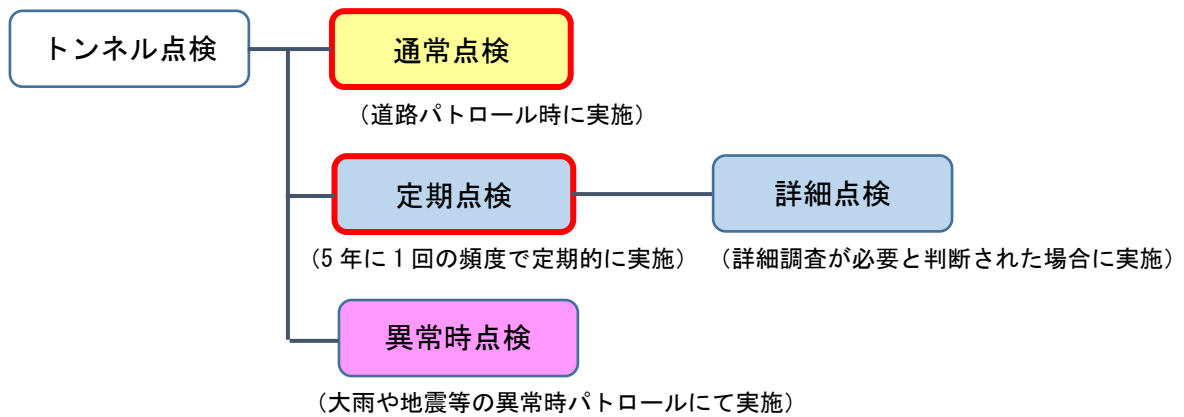 トンネル点検
通常点検
（道路パトロール時に実施）
定期点検
詳細点検
（5 年に 1 回の頻度で定期的に実施）
（詳細調査が必要と判断された場合に実施）
異常時点検
（大雨や地震等の異常時パトロールにて実施）